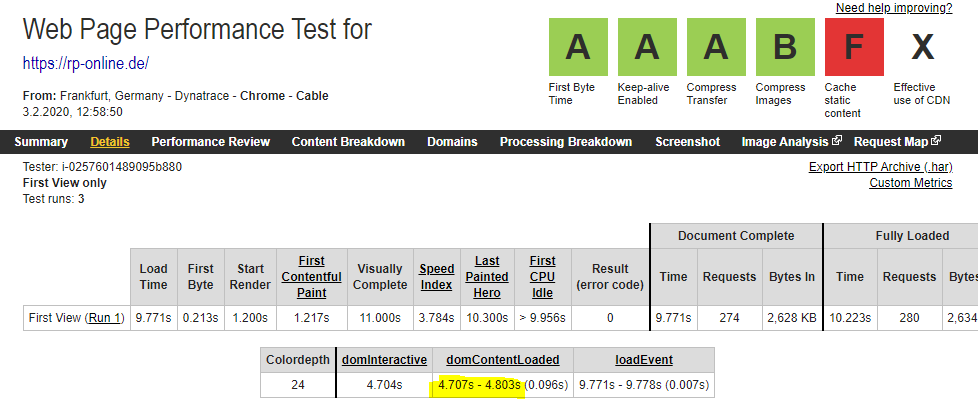 Need help improving?
Web Page Performance Test for
https://rp-online.de/
From: Frankfurt, Germany - Dynatrace - Chrome - Cable
3.2.2020, 12:58:50
A A A B F X
First Byte Time
Keep-alive Enabled
Compress Transfer
Compress Images
Cache static content
Effective use of CDN
Summary Details Performance Review Content Breakdown Domains Processing Breakdown Screenshot Image Analysis Request Map
Tester: i-0257601489095b880
First View only
Test runs: 3
Export HTTP Archive (.har)
Custom Metrics
Document Complete Fully Loaded
Load Time First Byte Start Render First Contentful Paint Visually Complete Speed Index Last Painted Hero First CPU Idle Result (error code) Time Requests Bytes In Time Requests Bytes
First View (Run 1) 9.771s 0.213s 1.200s 1.217s 11.000s 3.784s 10.300s > 9.956s 0 9.771s 274 2,628 KB 10.223s 280 2,634
Colordepth domInteractive domContentLoaded loadEvent
24 4.704s 4.707s - 4.803s (0.096s) 9.771s - 9.778s (0.007s)